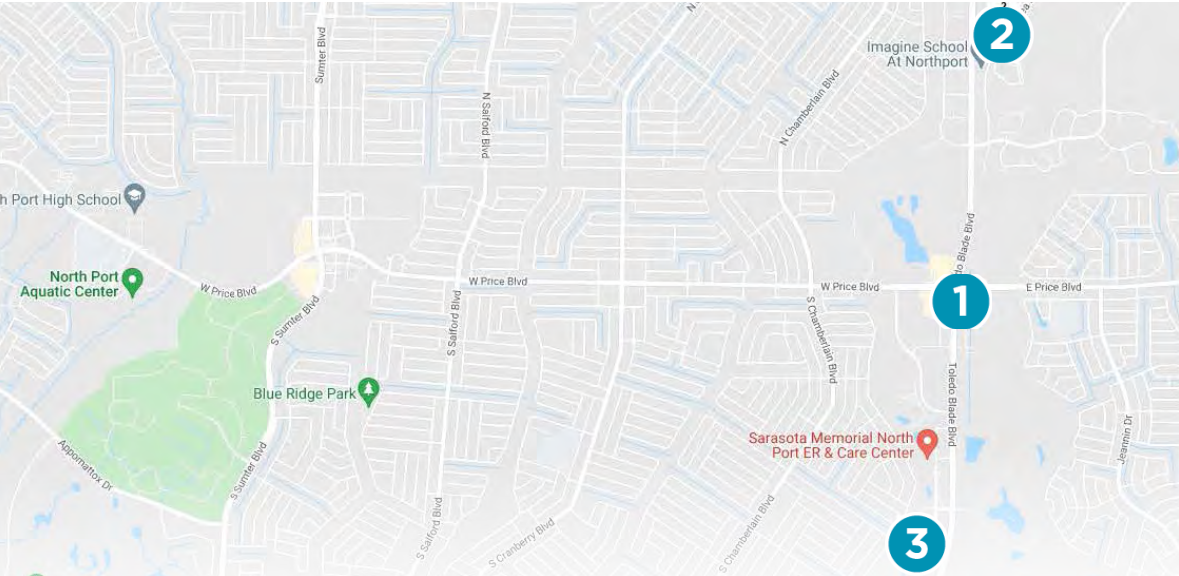 2
Imagine School
At Northport
Sumter Blvd
N Salford Blvd
N Chamberlain Blvd
h Port High School
North Port
Aquatic Center
W Price Blvd
S Sumter Blvd
W Price Blvd
S Salford Blvd
W Price Blvd
do Blade Blvd
1
E Price Blvd
S Chamberlain Blvd
Blue Ridge Park
Toledo Blade Blvd
Sarasota Memorial North
Port ER & Care Center
Jeannin Dr
Appomattox Dr
S Sumter Blvd
S Salford Blvd
S Cranberry Blvd
S Chamberlain Blvd
3